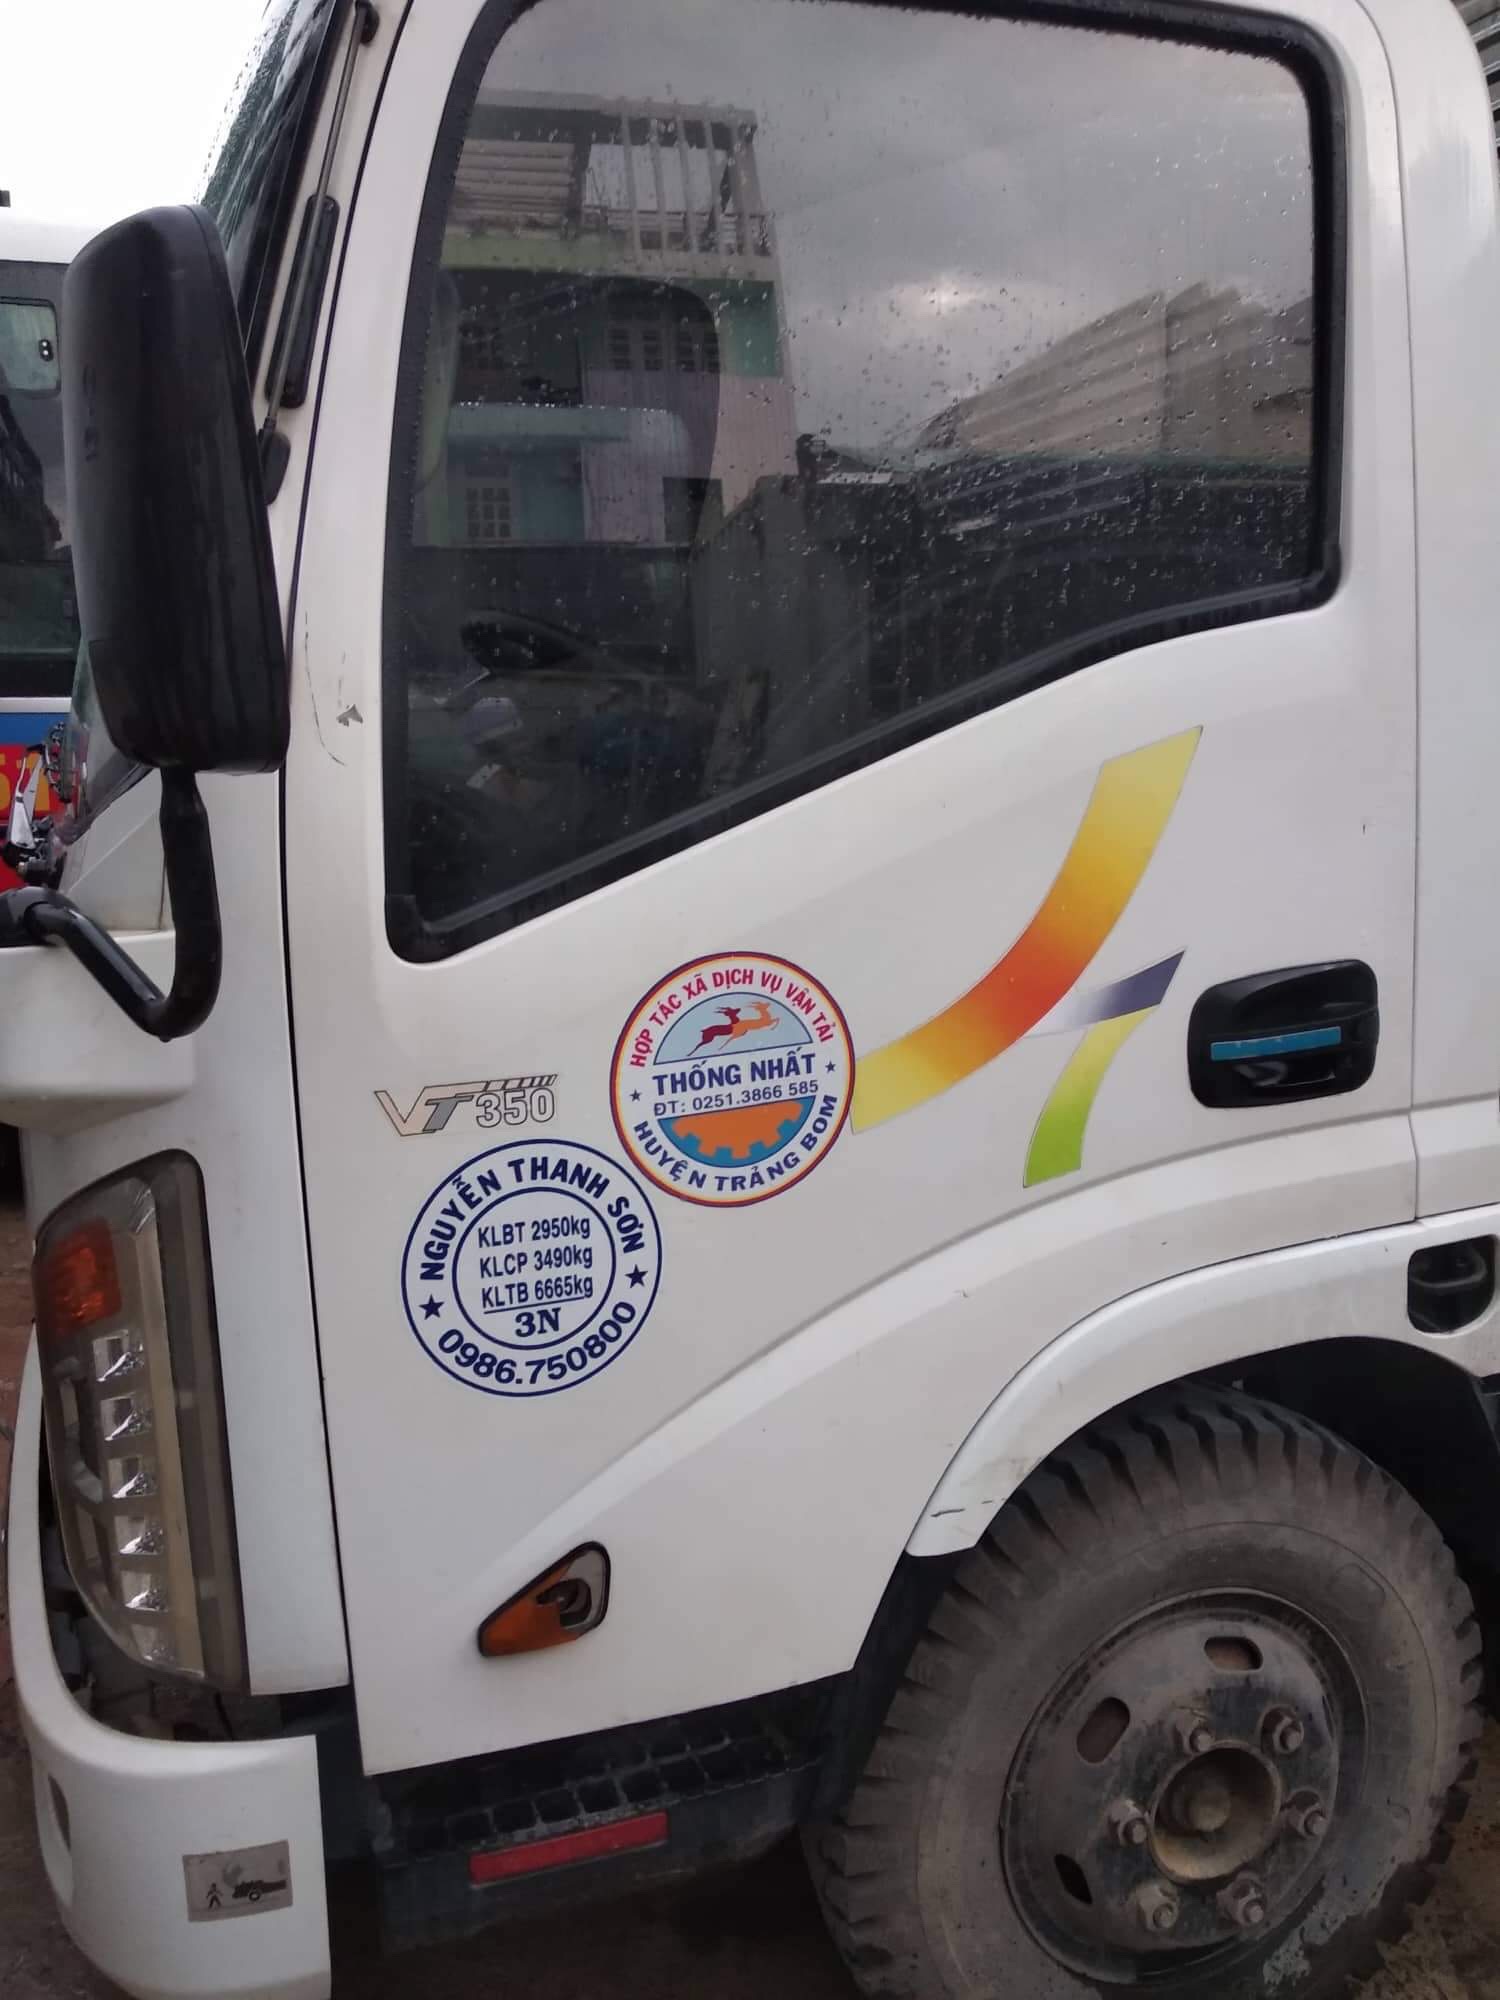 57
VT350
HỢP TÁC XÃ DỊCH VỤ VẬN TẢI
THỐNG NHẤT
ĐT: 0251.3866 585
HUYỆN TRẢNG BOM
NGUYỄN THANH SƠN
KLBT 2950kg
KLCP 3490kg
KLTB 6665kg
3N
0986.750800